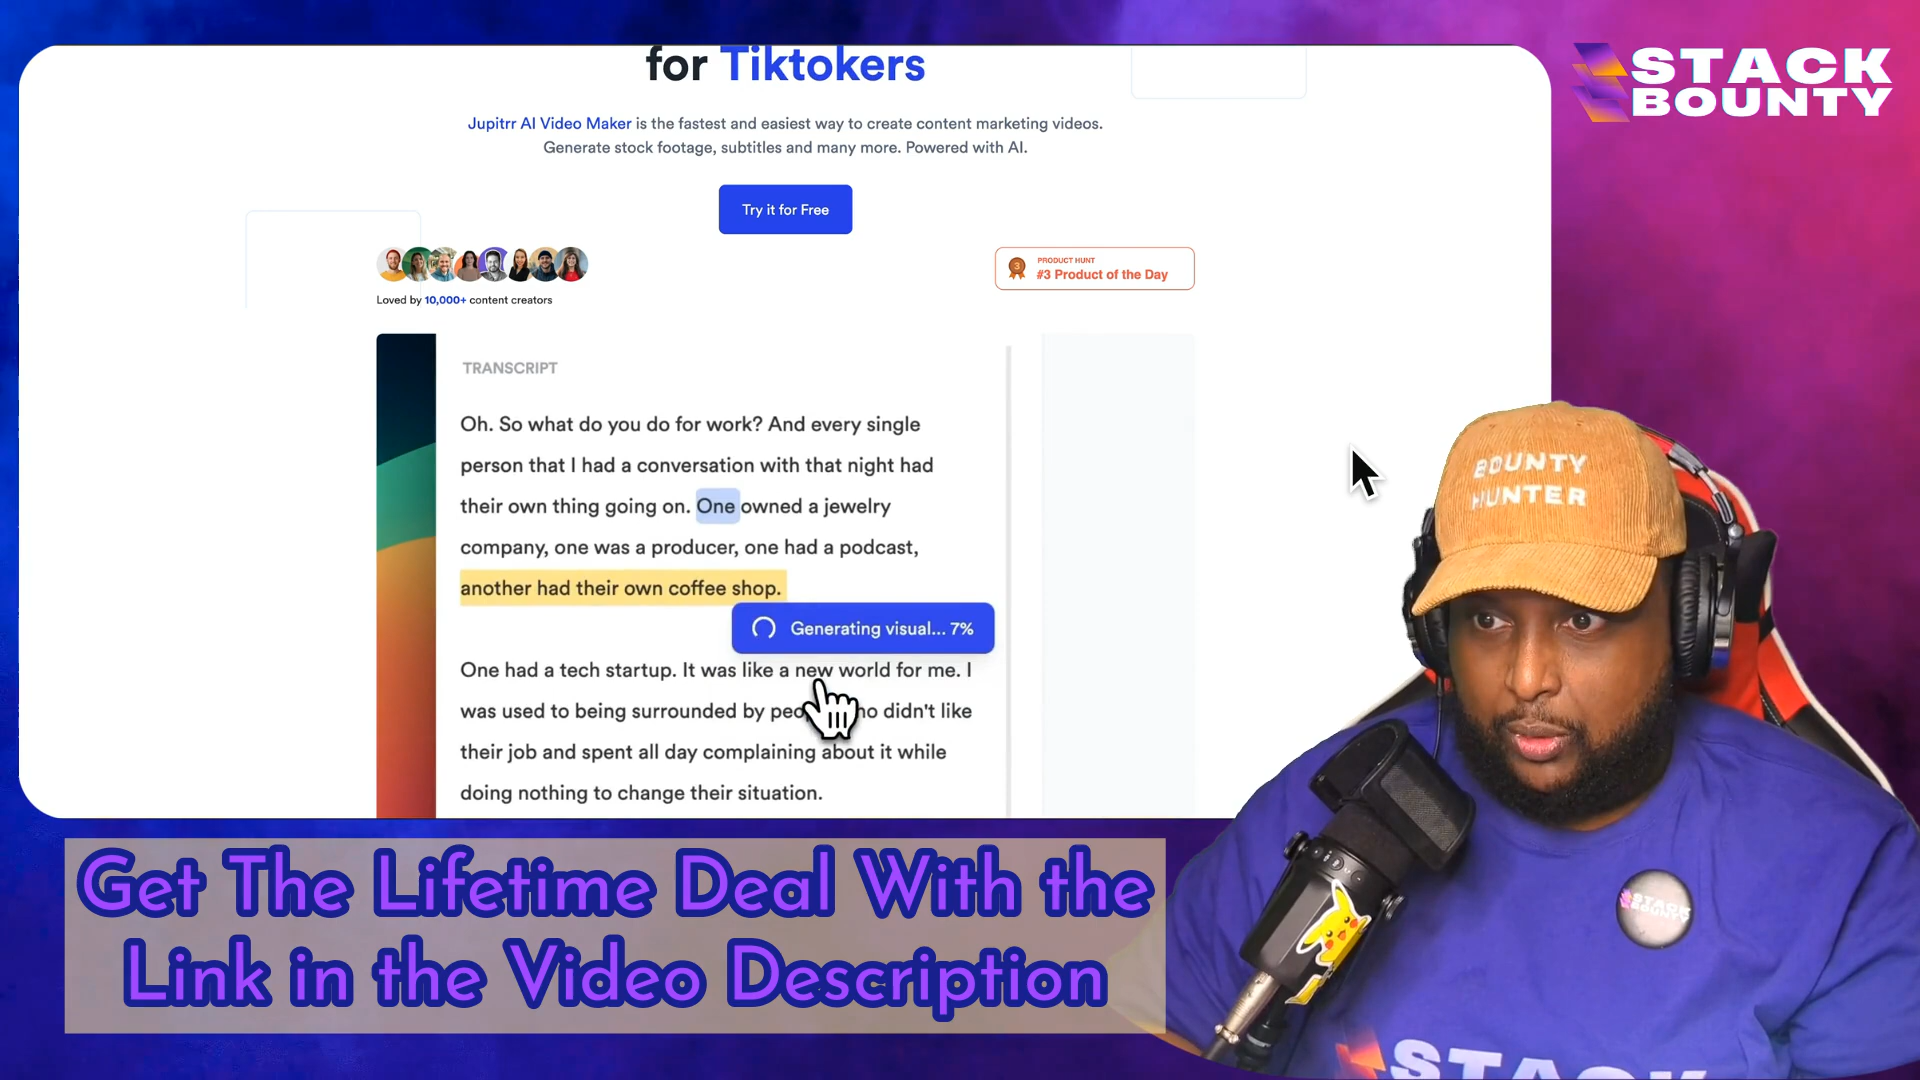 for Tiktokers
Jupitrr AI Video Maker is the fastest and easiest way to create content marketing videos.
Generate stock footage, subtitles and many more. Powered with AI.
Try it for Free
Loved by 10,000+ content creators
3
PRODUCT HUNT
#3 Product of the Day
TRANSCRIPT
Oh. So what do you do for work? And every single
person that I had a conversation with that night had
their own thing going on. One owned a jewelry
company, one was a producer, one had a podcast,
another had their own coffee shop.
Generating visual... 7%
One had a tech startup. It was like a new world for me. I
was used to being surrounded by didn't like
their job and spent all day complaining about it while
doing nothing to change their situation.
STACK
BOUNTY
BOUNTY
HUNTER
STACK
BOUNTY
STACK
Get The Lifetime Deal With the
Link in the Video Description